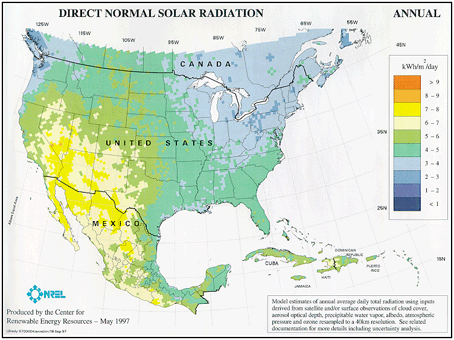 DIRECT NORMAL SOLAR RADIATION
ANNUAL
125W
115W
105W
95W
85W
75W
65W
55W
45N
35N
25N
15N
CANADA
UNITED STATES
MEXICO
CUBA
JAMAICA
HAITI
DOMINICAN
REPUBLIC
PUERTO
RICO
2
kWh/m /day
> 9
8 – 9
7 – 8
6 – 7
5 – 6
4 – 5
3 – 4
2 – 3
1 – 2
< 1
NREL
Produced by the Center for
Renewable Energy Resources – May 1997
Model estimates of annual average daily total radiation using inputs
derived from satellite and/or surface observations of cloud cover,
aerosol optical depth, precipitable water vapor, albedo, atmospheric
pressure and ozone resampled to a 40km resolution. See related
documentation for more details including uncertainty analysis.